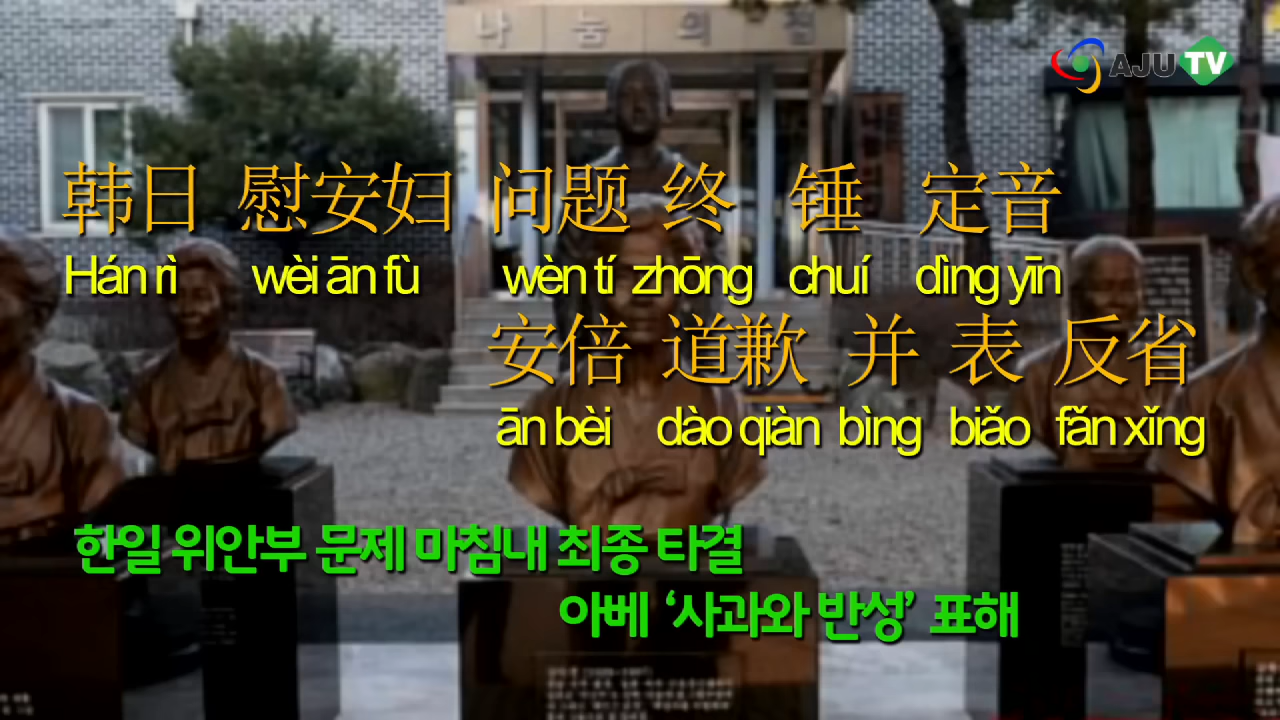 나눔의집
AJU TV
韩日 慰安妇 问题 终 锤 定音
Hán rì wèi ān fù wèn tí zhōng chuí dìng yīn
安倍 道歉 并 表 反省
ān bèi dào qiàn bìng biǎo fǎn xǐng
한일 위안부 문제 마침내 최종 타결
아베 ‘사과와 반성’ 표해